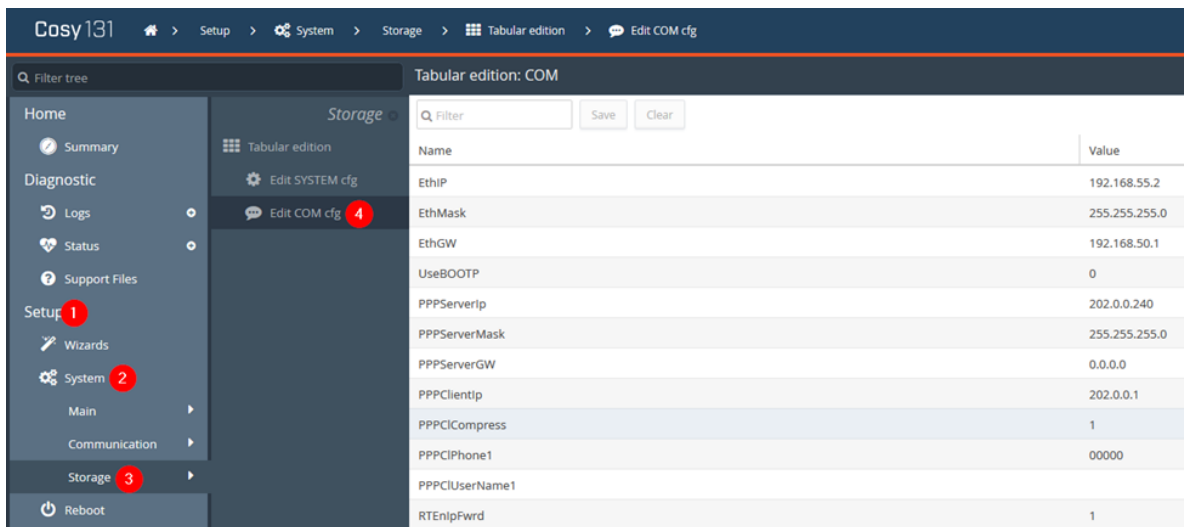 Cosy 131 > Setup > System > Storage > Tabular edition > Edit COM cfg
Filter tree
Tabular edition: COM
Home
Summary
Diagnostic
Logs
Status
Support Files
Setup 1
Wizards
System 2
Main
Communication
Storage 3
Reboot
Storage
Tabular edition
Edit SYSTEM cfg
Edit COM cfg 4
Filter Save Clear
Name Value
EthIP 192.168.55.2
EthMask 255.255.255.0
EthGW 192.168.50.1
UseBOOTP 0
PPPServerIp 202.0.0.240
PPPServerMask 255.255.255.0
PPPServerGW 0.0.0.0
PPPClientIp 202.0.0.1
PPPClCompress 1
PPPClPhone1 00000
PPPClUserName1
RTEnIpFwrd 1